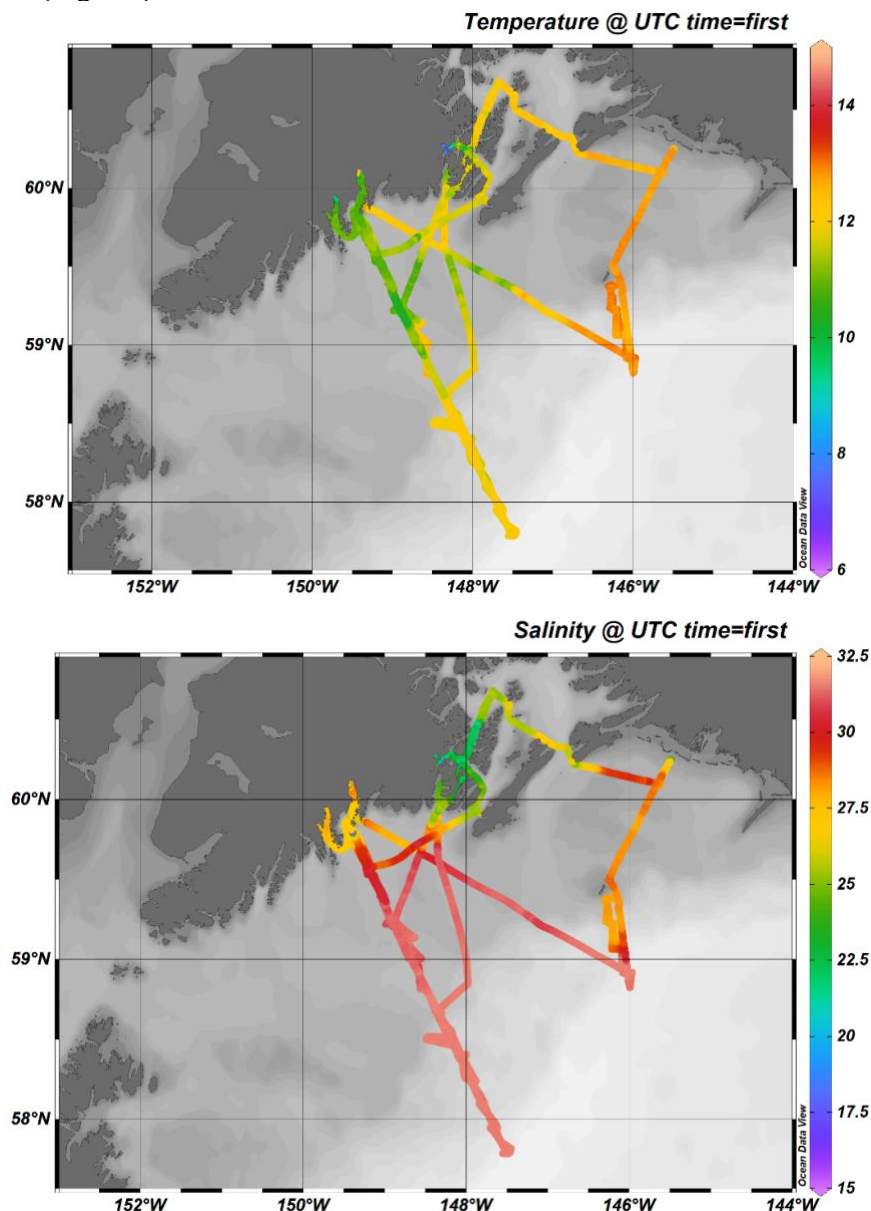 Temperature @ UTC time=first
60°N
59°N
58°N
152°W
150°W
148°W
146°W
144°W
14
12
10
8
6
Ocean Data View
Salinity @ UTC time=first
60°N
59°N
58°N
152°W
150°W
148°W
146°W
144°W
32.5
30
27.5
25
22.5
20
17.5
15
Ocean Data View